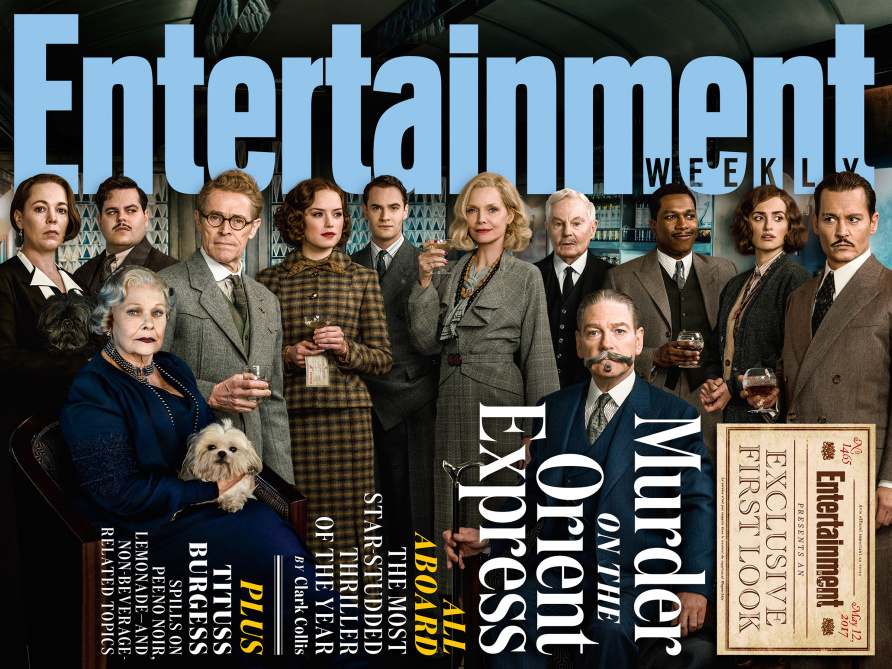 Entertainment
WEEKLY
Murder
ON THE
Orient
Express
ALL
ABOARD
THE MOST
STAR-STUDDED
THRILLER
OF THE YEAR
BY Clark Collis
PLUS
TITUSS
BURGESS
SPILLS ON
PEENO NOIR,
LEMONADE—AND
NON-BEVERAGE-
RELATED TOPICS
Nº
1465
Entertainment
May 12,
2017
PRESENTS AN
EXCLUSIVE
FIRST LOOK